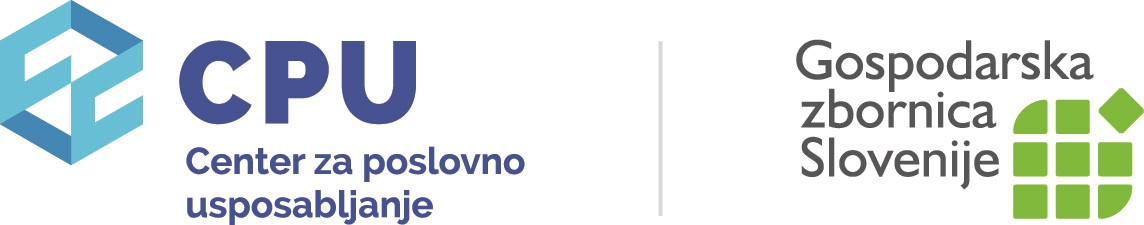 CPU
Center za poslovno
usposabljanje
Gospodarska
zbornica
Slovenije